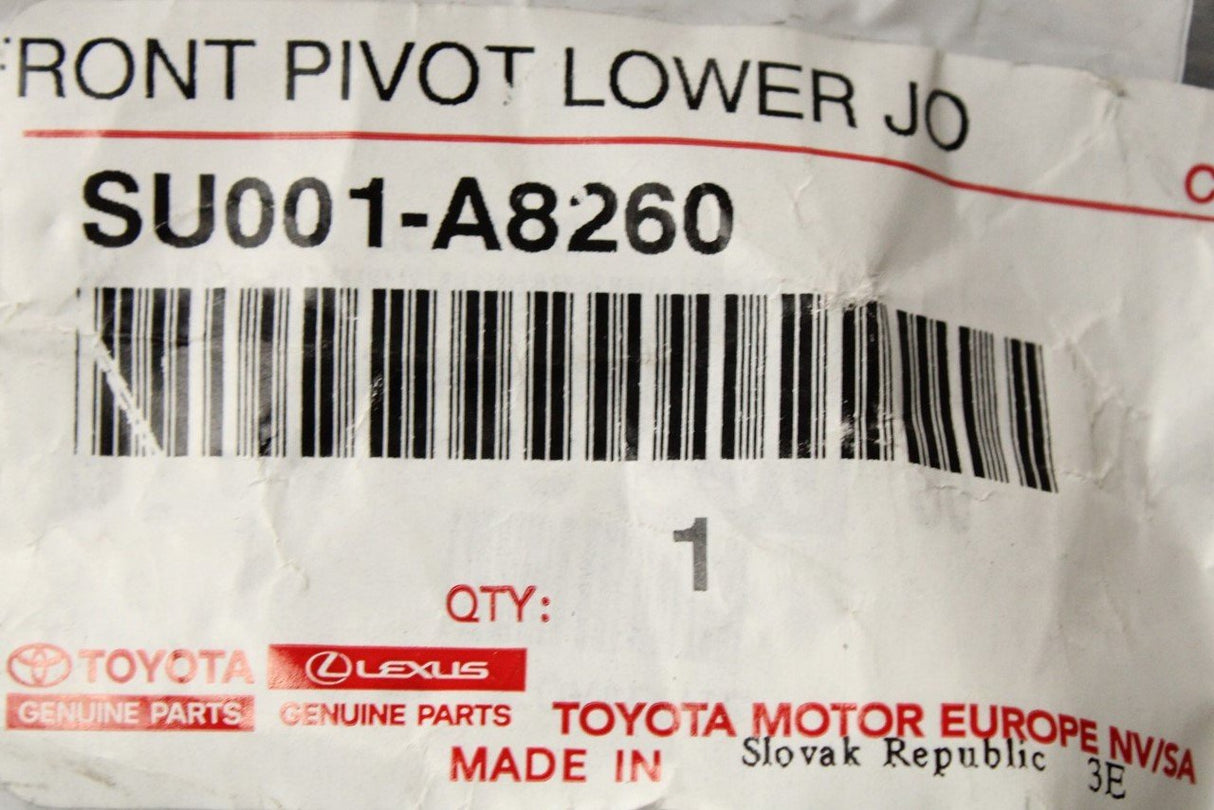 FRONT PIVOT LOWER JO
C
SU001-A8260
1
QTY:
TOYOTA
GENUINE PARTS
LEXUS
GENUINE PARTS
TOYOTA MOTOR EUROPE NV/SA
MADE IN Slovak Republic 3E